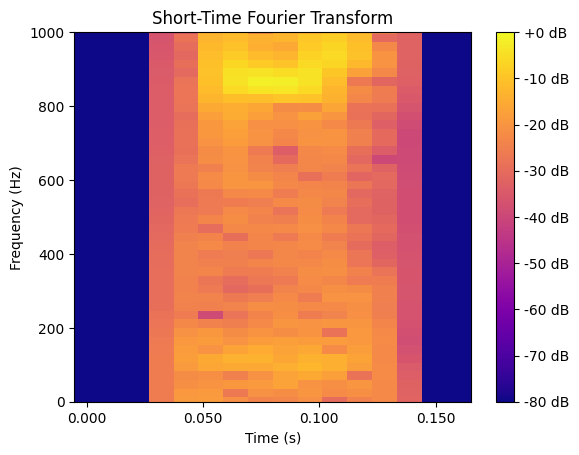 Short-Time Fourier Transform
1000
800
600
400
200
0
Frequency (Hz)
0.000
0.050
0.100
0.150
Time (s)
+0 dB
-10 dB
-20 dB
-30 dB
-40 dB
-50 dB
-60 dB
-70 dB
-80 dB